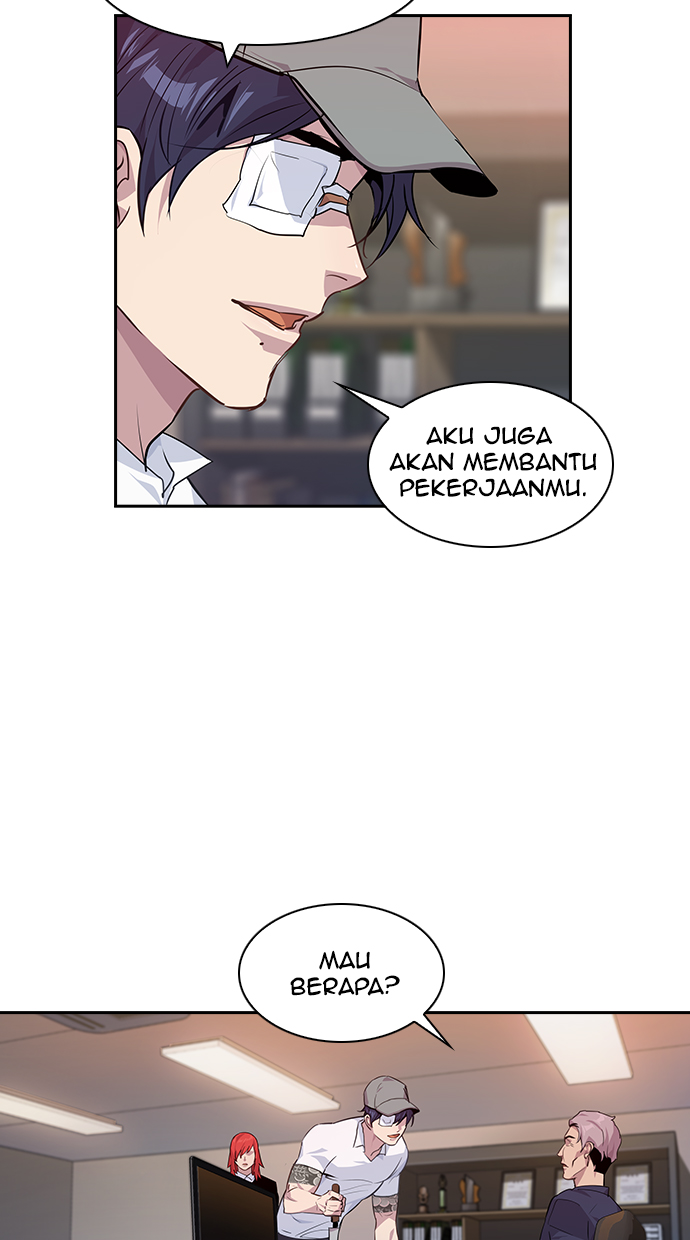 AKU JUGA
AKAN MEMBANTU
PEKERJAANMU.
MAU
BERAPA?